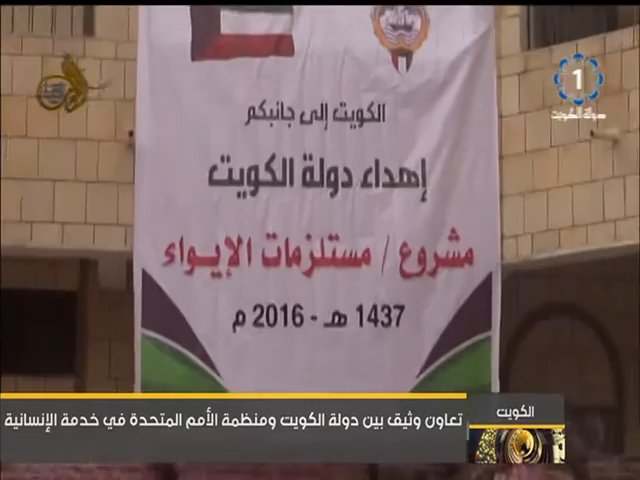 1
دولة الكويت
الكويت إلى جانبكم
إهداء دولة الكويت
مشروع / مستلزمات الإيواء
1437 هـ - 2016 م
الكويت
تعاون وثيق بين دولة الكويت ومنظمة الأمم المتحدة في خدمة الإنسانية